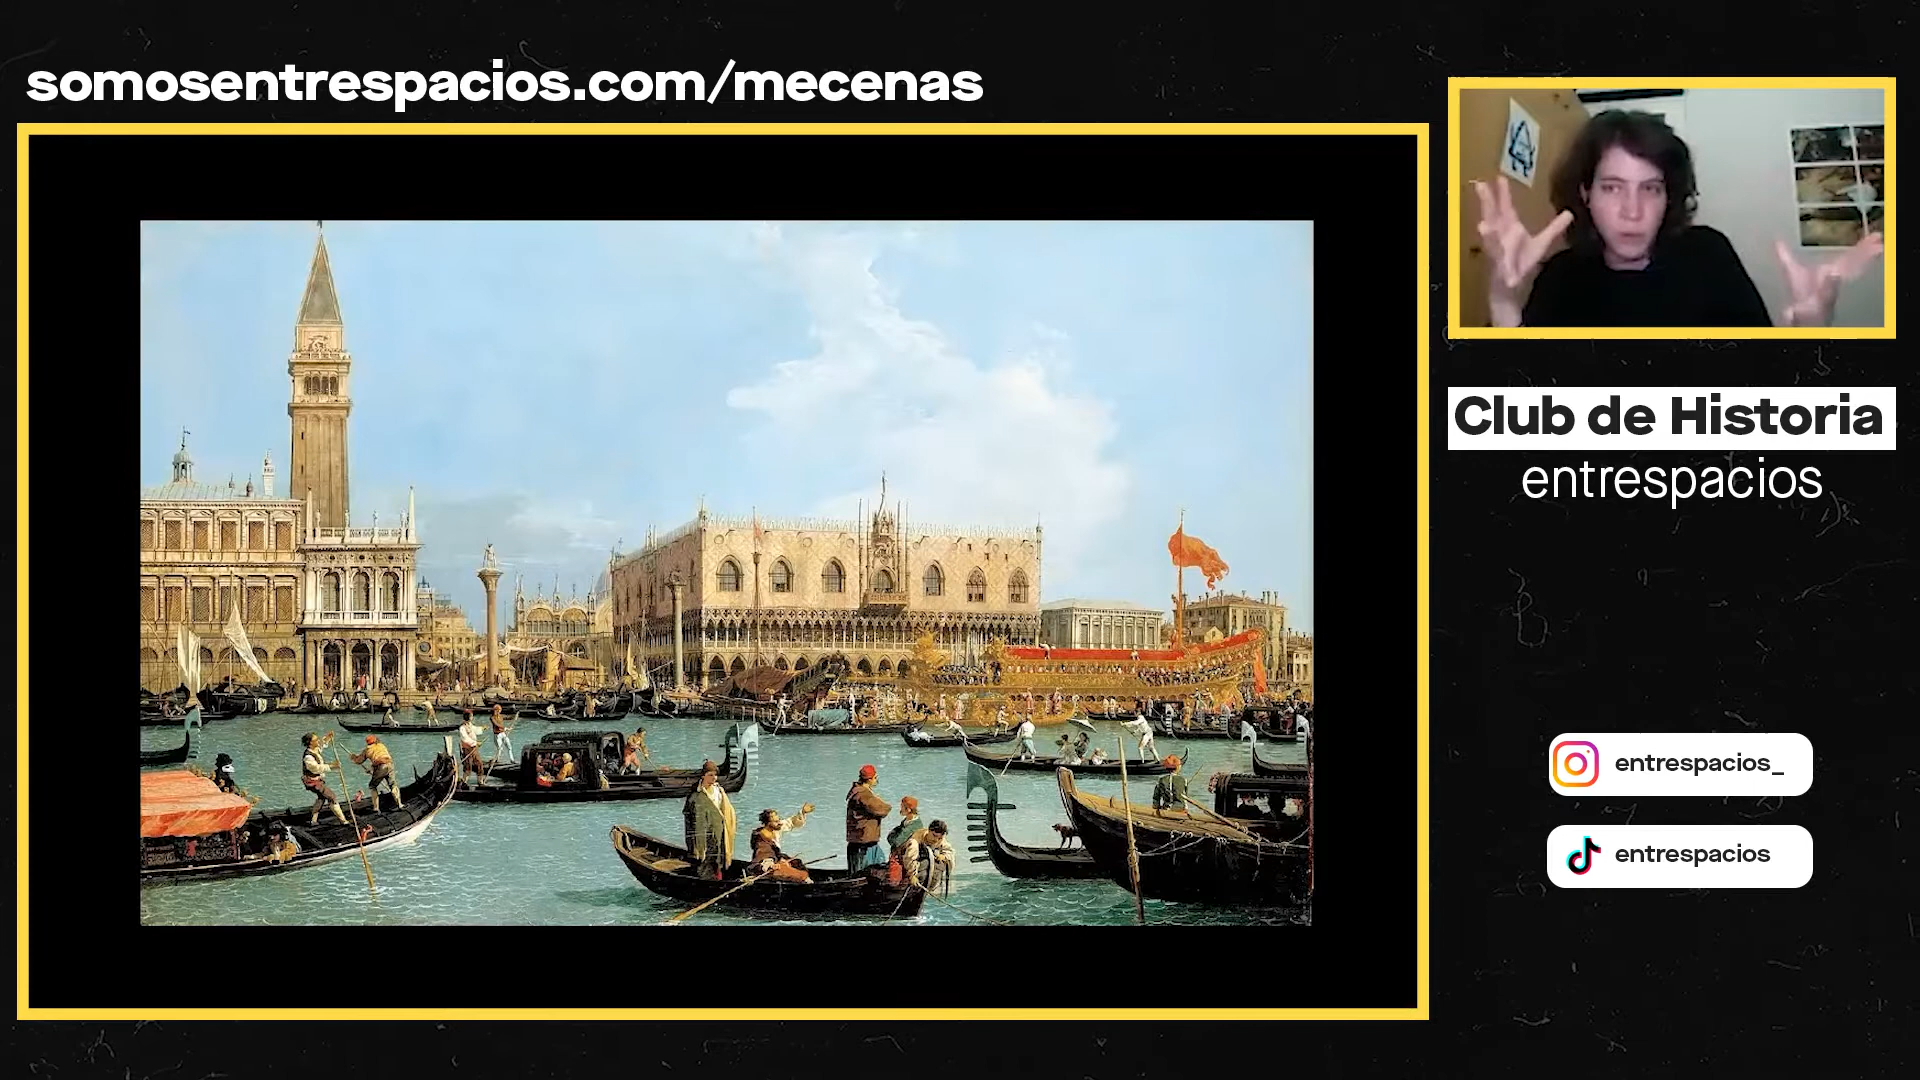 somosentrespacios.com/mecenas
Club de Historia
entrespacios
entrespacios_
entrespacios